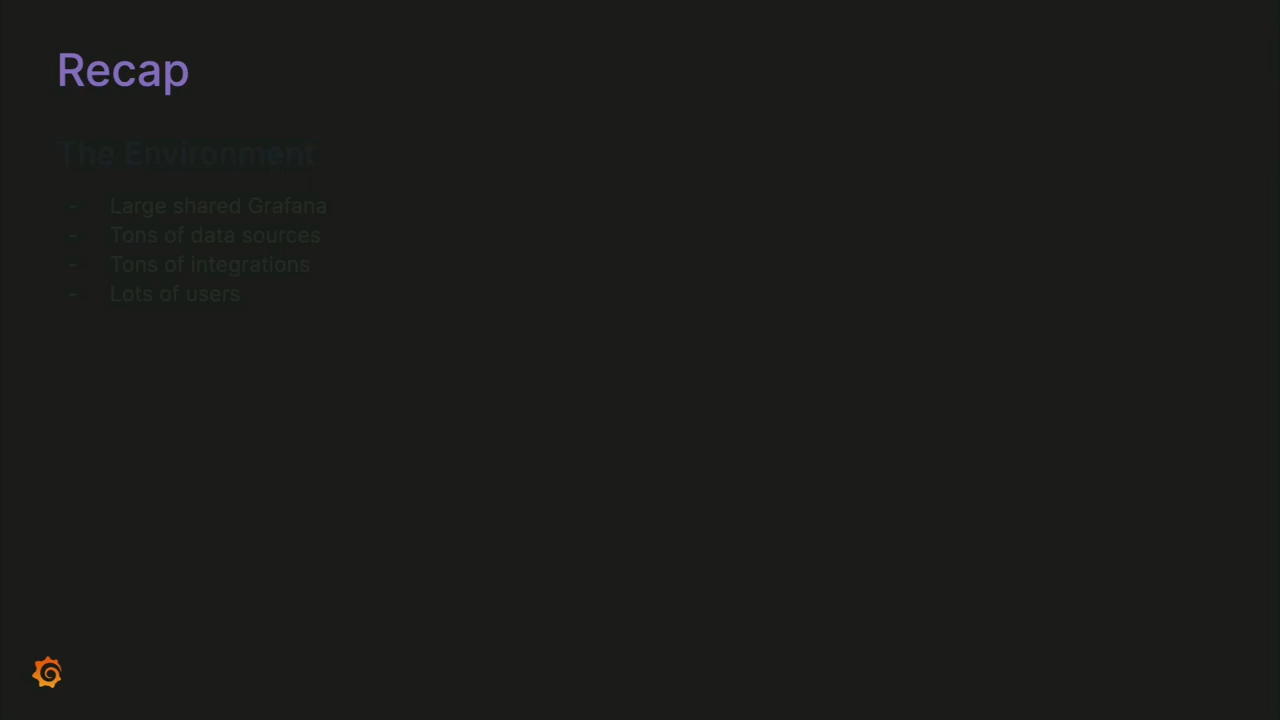 Recap
The Environment
- Large shared Grafana
- Tons of data sources
- Tons of integrations
- Lots of users